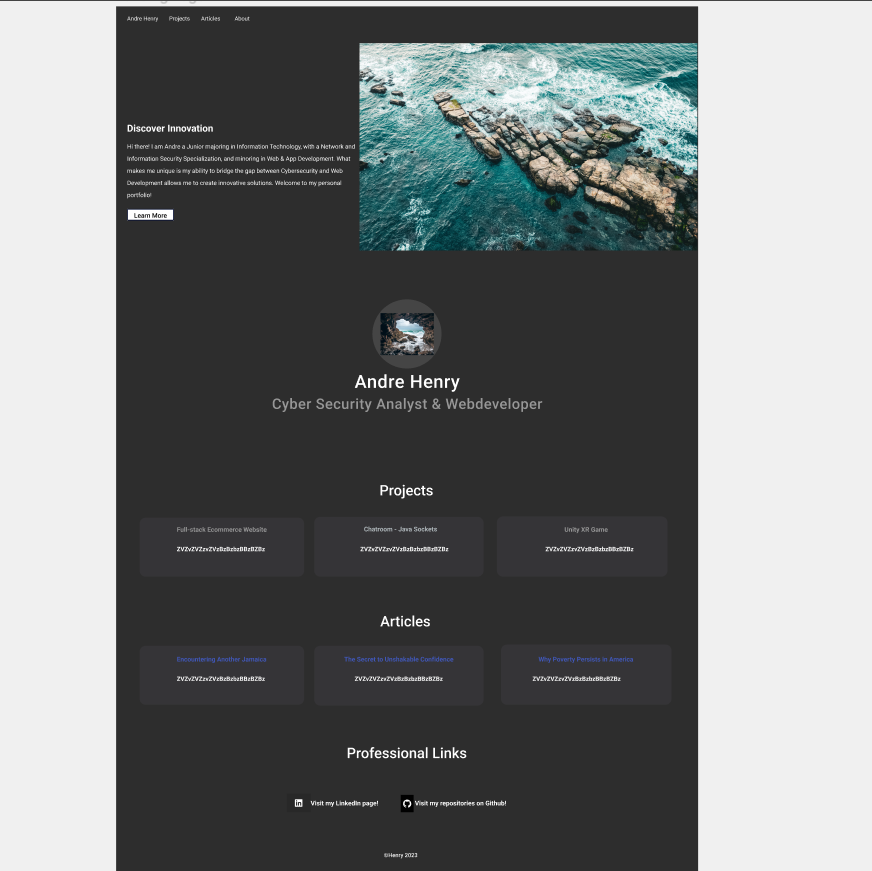 Andre Henry Projects Articles About
Discover Innovation
Hi there! I am Andre a Junior majoring in Information Technology, with a Network and
Information Security Specialization, and minoring in Web & App Development. What
makes me unique is my ability to bridge the gap between Cybersecurity and Web
Development allows me to create innovative solutions. Welcome to my personal
portfolio!
Learn More
Andre Henry
Cyber Security Analyst & Webdeveloper
Projects
Full-stack Ecommerce Website
ZVZvZVZzvZVzBzBzbzBBzBZBz
Chatroom - Java Sockets
ZVZvZVZzvZVzBzBzbzBBzBZBz
Unity XR Game
ZVZvZVZzvZVzBzBzbzBBzBZBz
Articles
Encountering Another Jamaica
ZVZvZVZzvZVzBzBzbzBBzBZBz
The Secret to Unshakable Confidence
ZVZvZVZzvZVzBzBzbzBBzBZBz
Why Poverty Persists In America
ZVZvZVZzvZVzBzBzbzBBzBZBz
Professional Links
Visit my LinkedIn page!
Visit my repositories on Github!
©Henry 2023